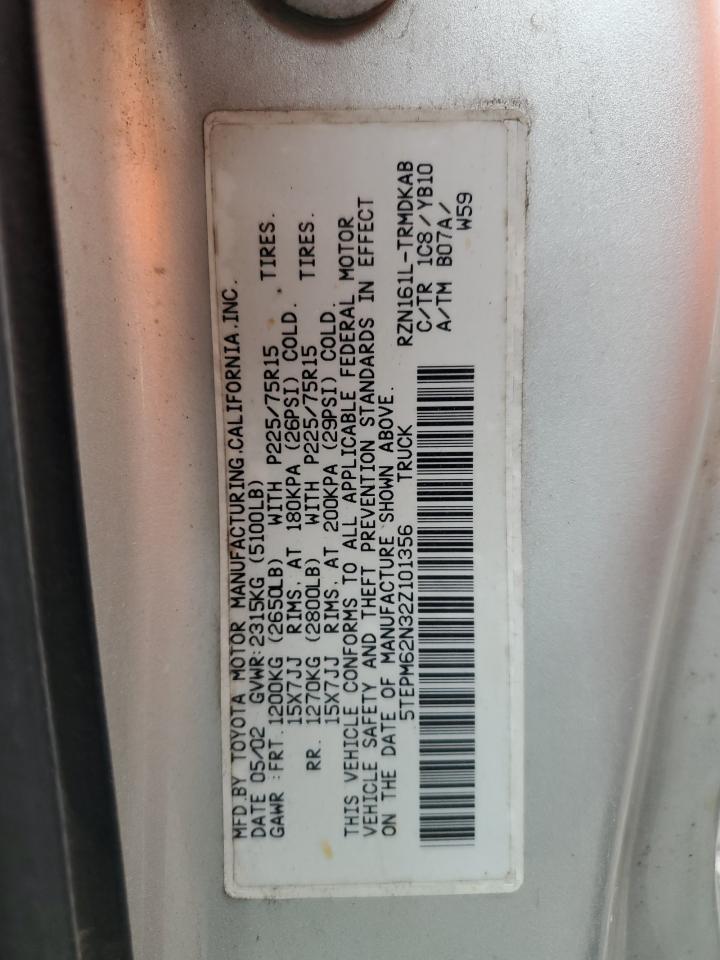 MFD.BY TOYOTA MOTOR MANUFACTURING.CALIFORNIA.INC.
DATE 05/02 GVWR:2315KG (5100LB)
GAWR :FRT.1200KG (2650LB) WITH P225/75R15 TIRES.
15X7JJ RIMS, AT 180KPA (26PSI) COLD.
RR. 1270KG (2800LB) WITH P225/75R15 TIRES.
15X7JJ RIMS, AT 200KPA (29PSI) COLD.
THIS VEHICLE CONFORMS TO ALL APPLICABLE FEDERAL MOTOR
VEHICLE SAFETY AND THEFT PREVENTION STANDARDS IN EFFECT
ON THE DATE OF MANUFACTURE SHOWN ABOVE.
5TEPM62N32Z101356 TRUCK
RZN161L-TRMDKAB
C/TR 1C8/YB10
A/TM B07A/
W59